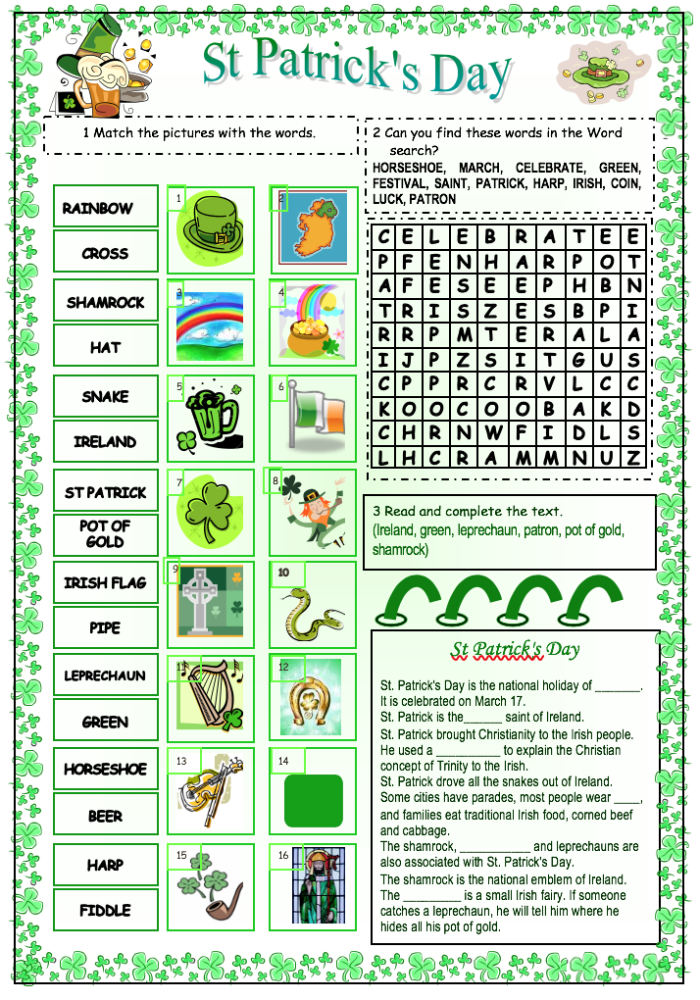 St Patrick's Day
1 Match the pictures with the words.
RAINBOW
CROSS
SHAMROCK
HAT
SNAKE
IRELAND
ST PATRICK
POT OF
GOLD
IRISH FLAG
PIPE
LEPRECHAUN
GREEN
HORSESHOE
BEER
HARP
FIDDLE
1
2
3
4
5
6
7
8
9
10
11
12
13
14
15
16
2 Can you find these words in the Word
search?
HORSESHOE, MARCH, CELEBRATE, GREEN,
FESTIVAL, SAINT, PATRICK, HARP, IRISH, COIN,
LUCK, PATRON
C E L E B R A T E E
P F E N H A R P O T
A F E S E E P H B N
T R I S Z E S B P I
R R P M T E R A L A
I J P Z S I T G U S
C P P R C R V L C C
K O O C O O B A K D
C H R N W F I D L S
L H C R A M M N U Z
3 Read and complete the text.
(Ireland, green, leprechaun, patron, pot of gold,
shamrock)
St Patrick's Day
St. Patrick's Day is the national holiday of _______.
It is celebrated on March 17.
St. Patrick is the______ saint of Ireland.
St. Patrick brought Christianity to the Irish people.
He used a __________ to explain the Christian
concept of Trinity to the Irish.
St. Patrick drove all the snakes out of Ireland.
Some cities have parades, most people wear ____,
and families eat traditional Irish food, corned beef
and cabbage.
The shamrock, ___________ and leprechauns are
also associated with St. Patrick's Day.
The shamrock is the national emblem of Ireland.
The _________ is a small Irish fairy. If someone
catches a leprechaun, he will tell him where he
hides all his pot of gold.